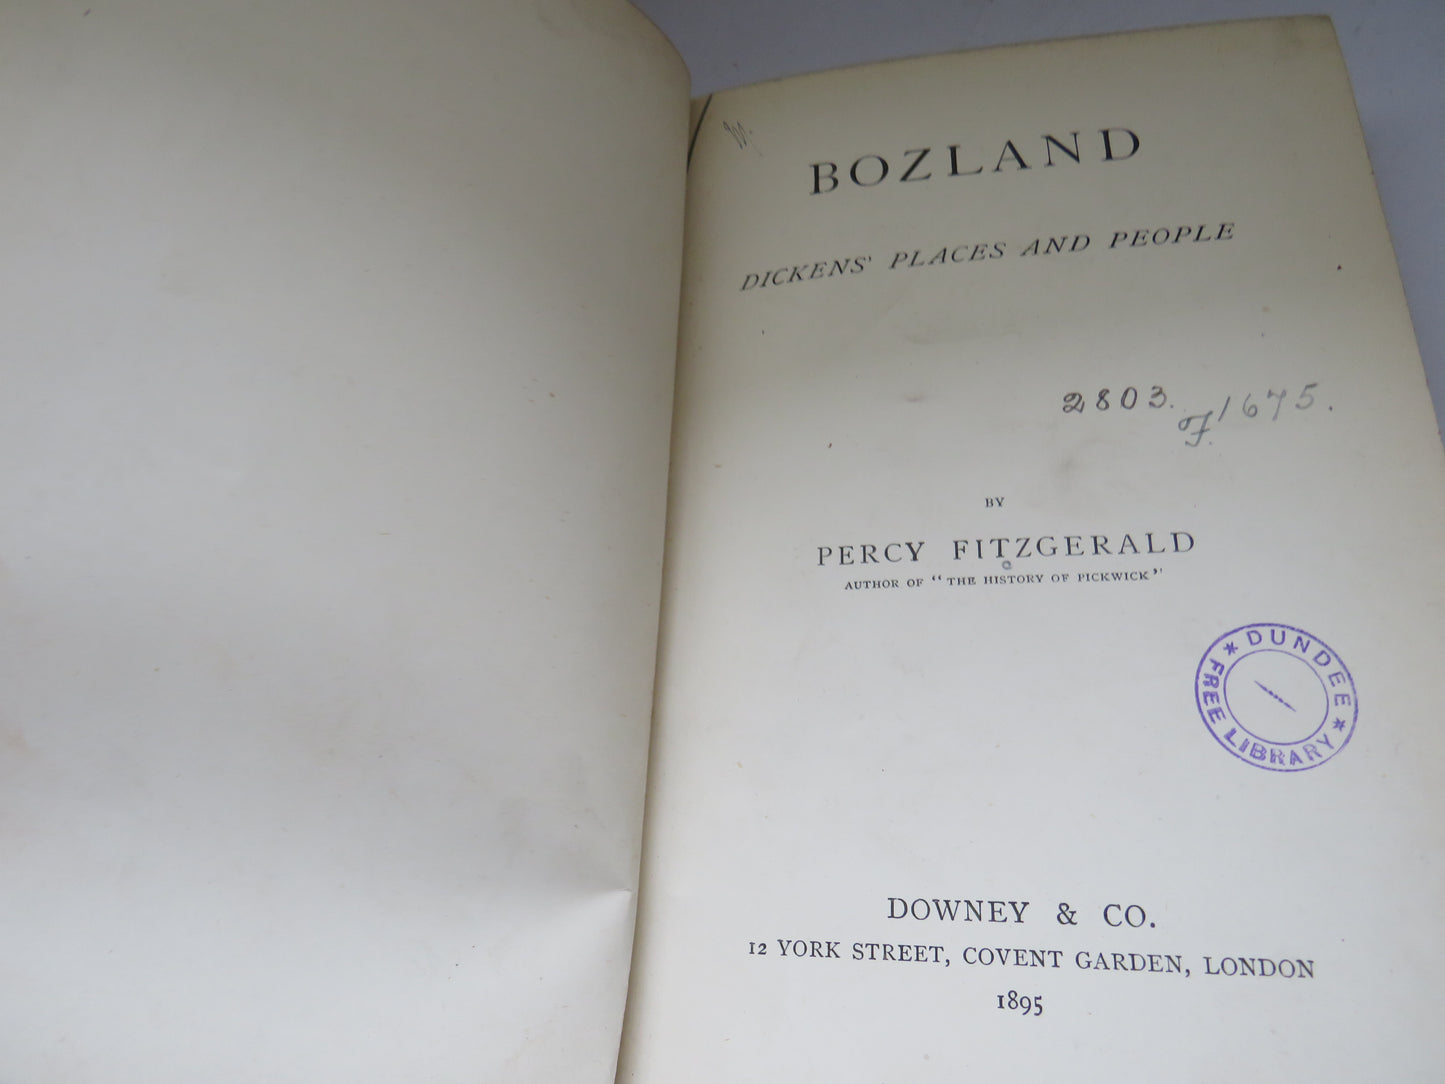 BOZLAND
DICKENS' PLACES AND PEOPLE
2803.
F1675.
BY
PERCY FITZGERALD
AUTHOR OF "THE HISTORY OF PICKWICK"
* DUNDEE *
FREE LIBRARY
DOWNEY & CO.
12 YORK STREET, COVENT GARDEN, LONDON
1895